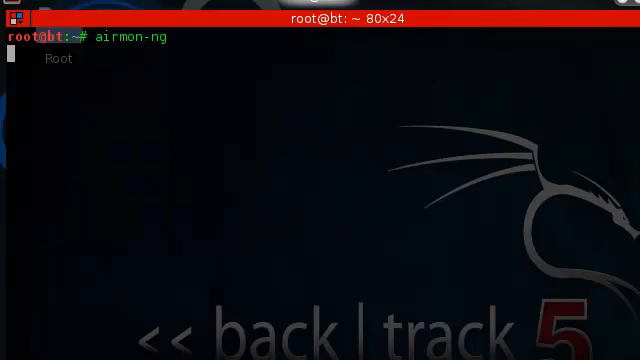 root@bt: ~ 80x24
root@bt:~# airmon-ng
Root
<< back | track 5